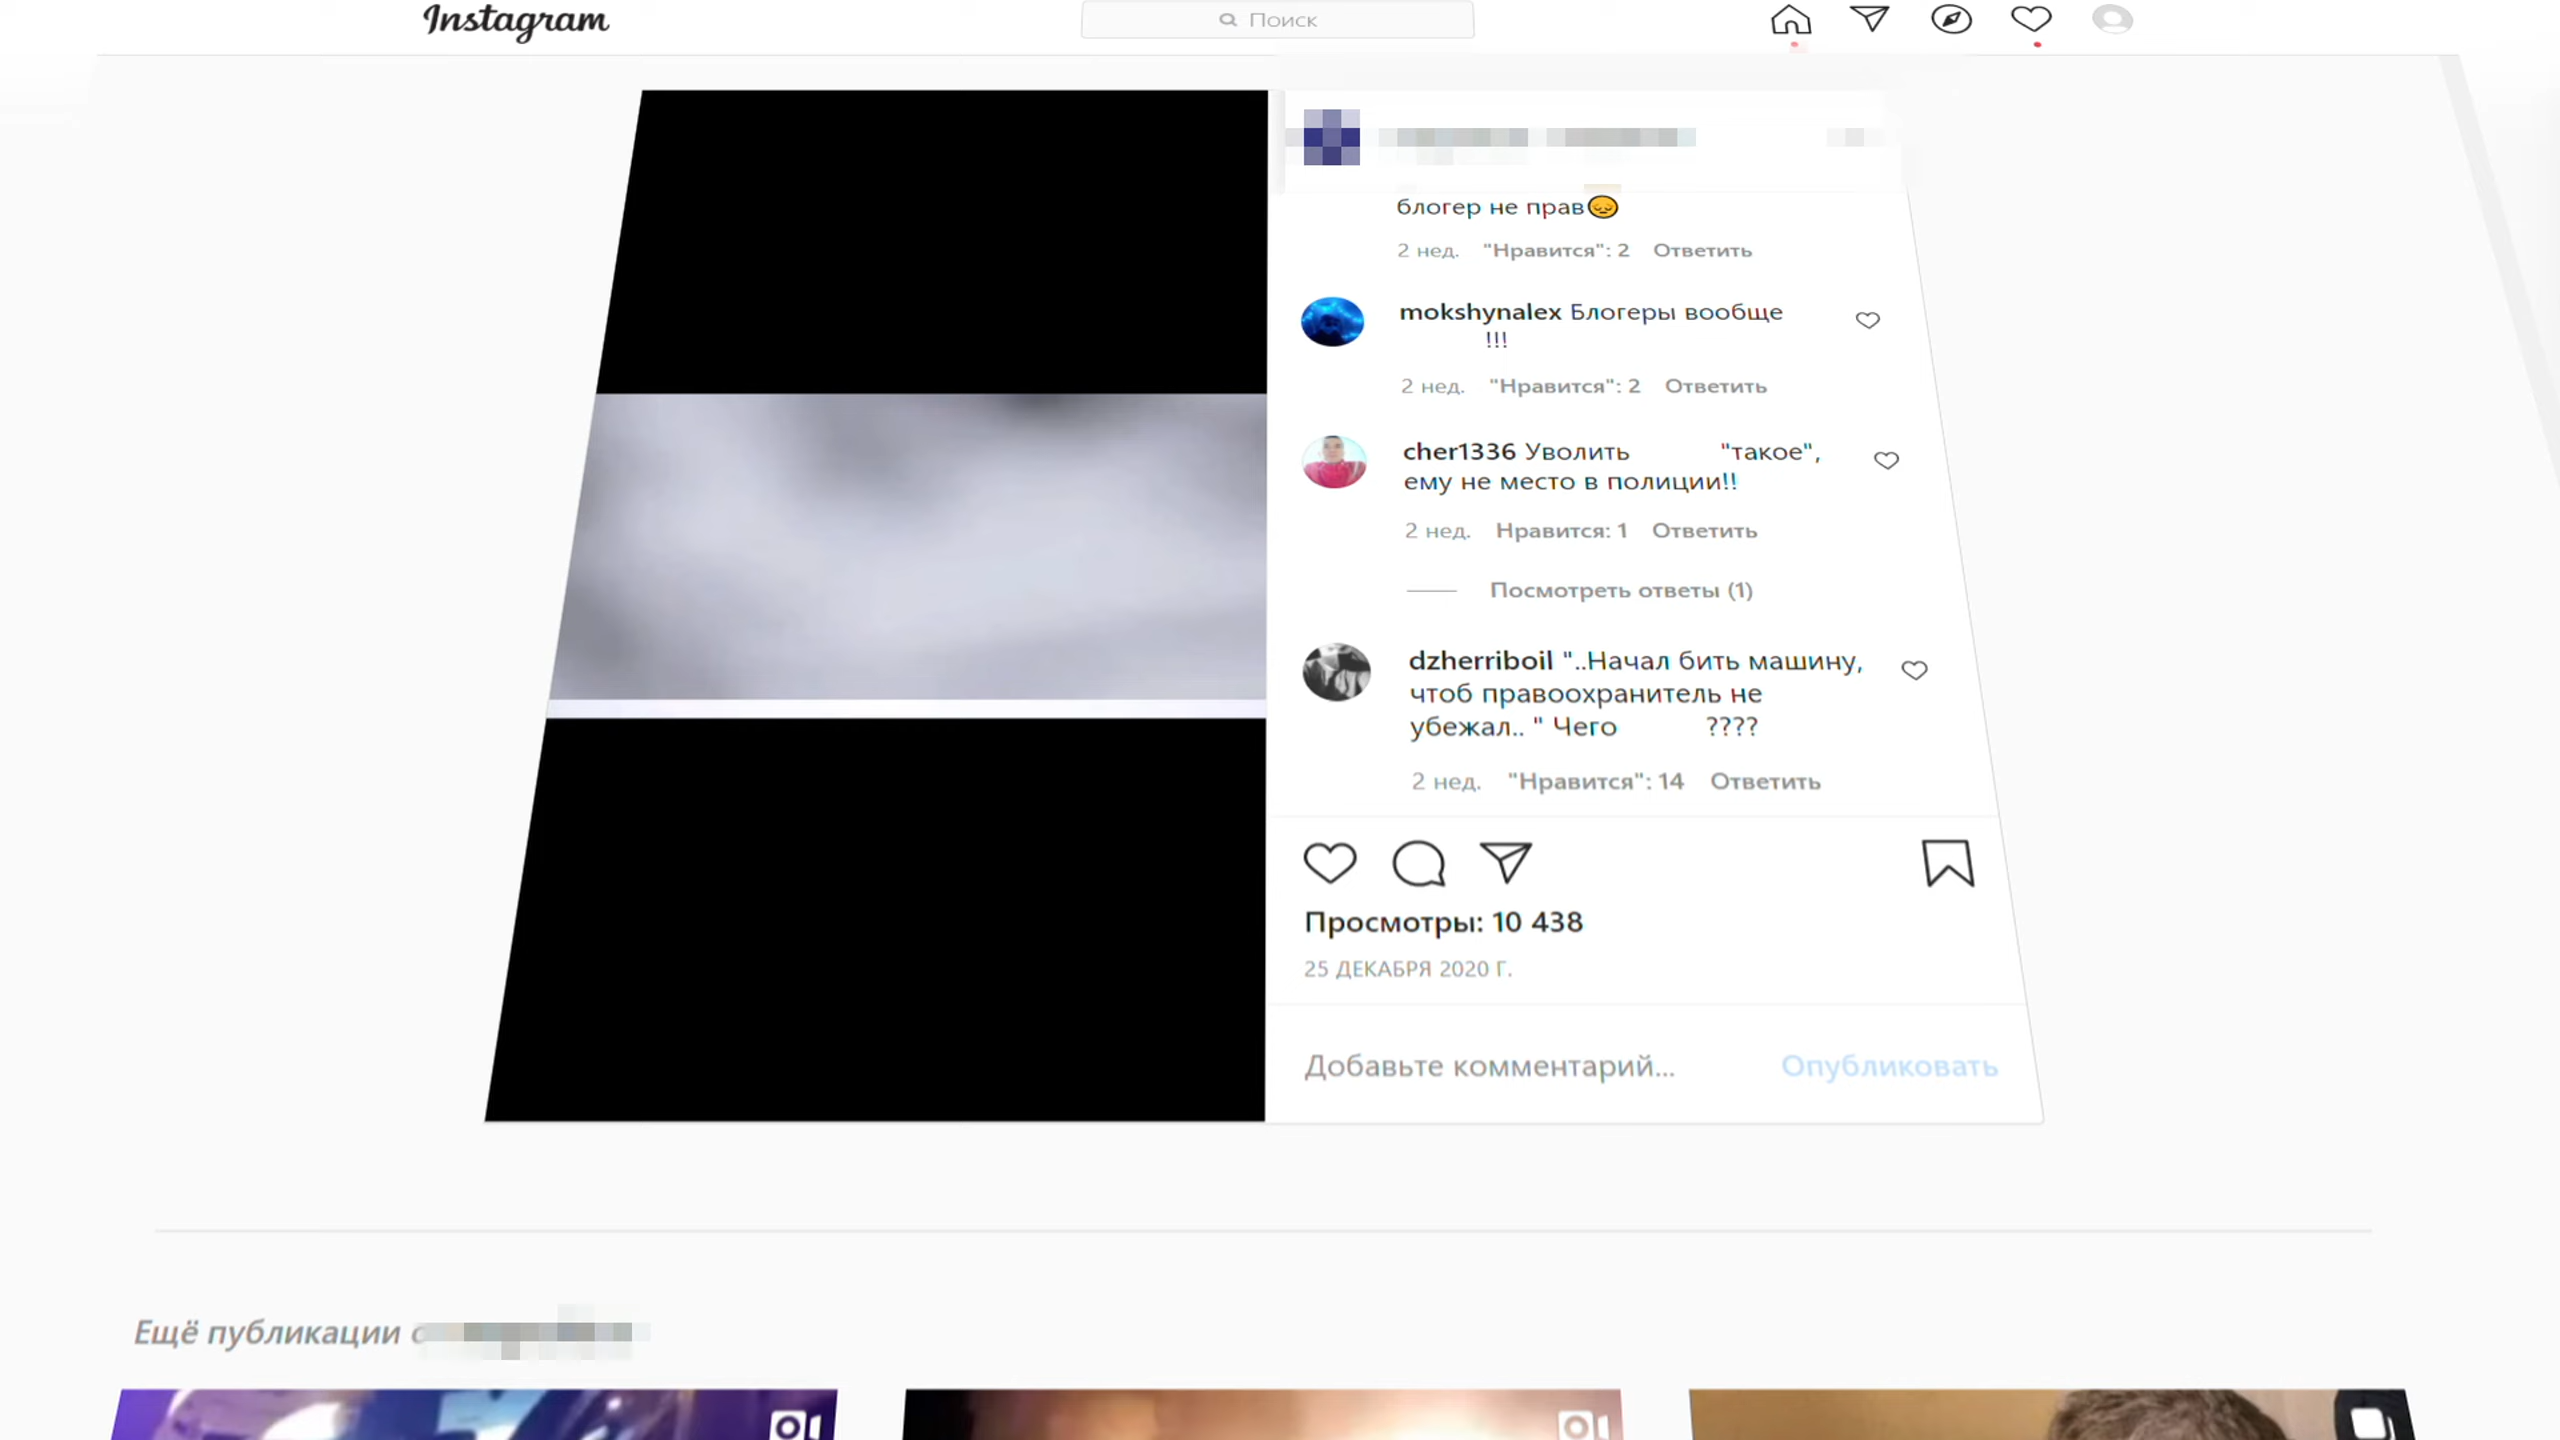 Instagram
Поиск
блогер не прав
2 нед. "Нравится": 2 Ответить
mokshynalex Блогеры вообще
!!!
2 нед. "Нравится": 2 Ответить
cher1336 Уволить "такое",
ему не место в полиции!!
2 нед. Нравится: 1 Ответить
Посмотреть ответы (1)
dzherriboil "..Начал бить машину,
чтоб правоохранитель не
убежал.. " Чего ????
2 нед. "Нравится": 14 Ответить
Просмотры: 10 438
25 ДЕКАБРЯ 2020 Г.
Добавьте комментарий...
Опубликовать
Ещё публикации